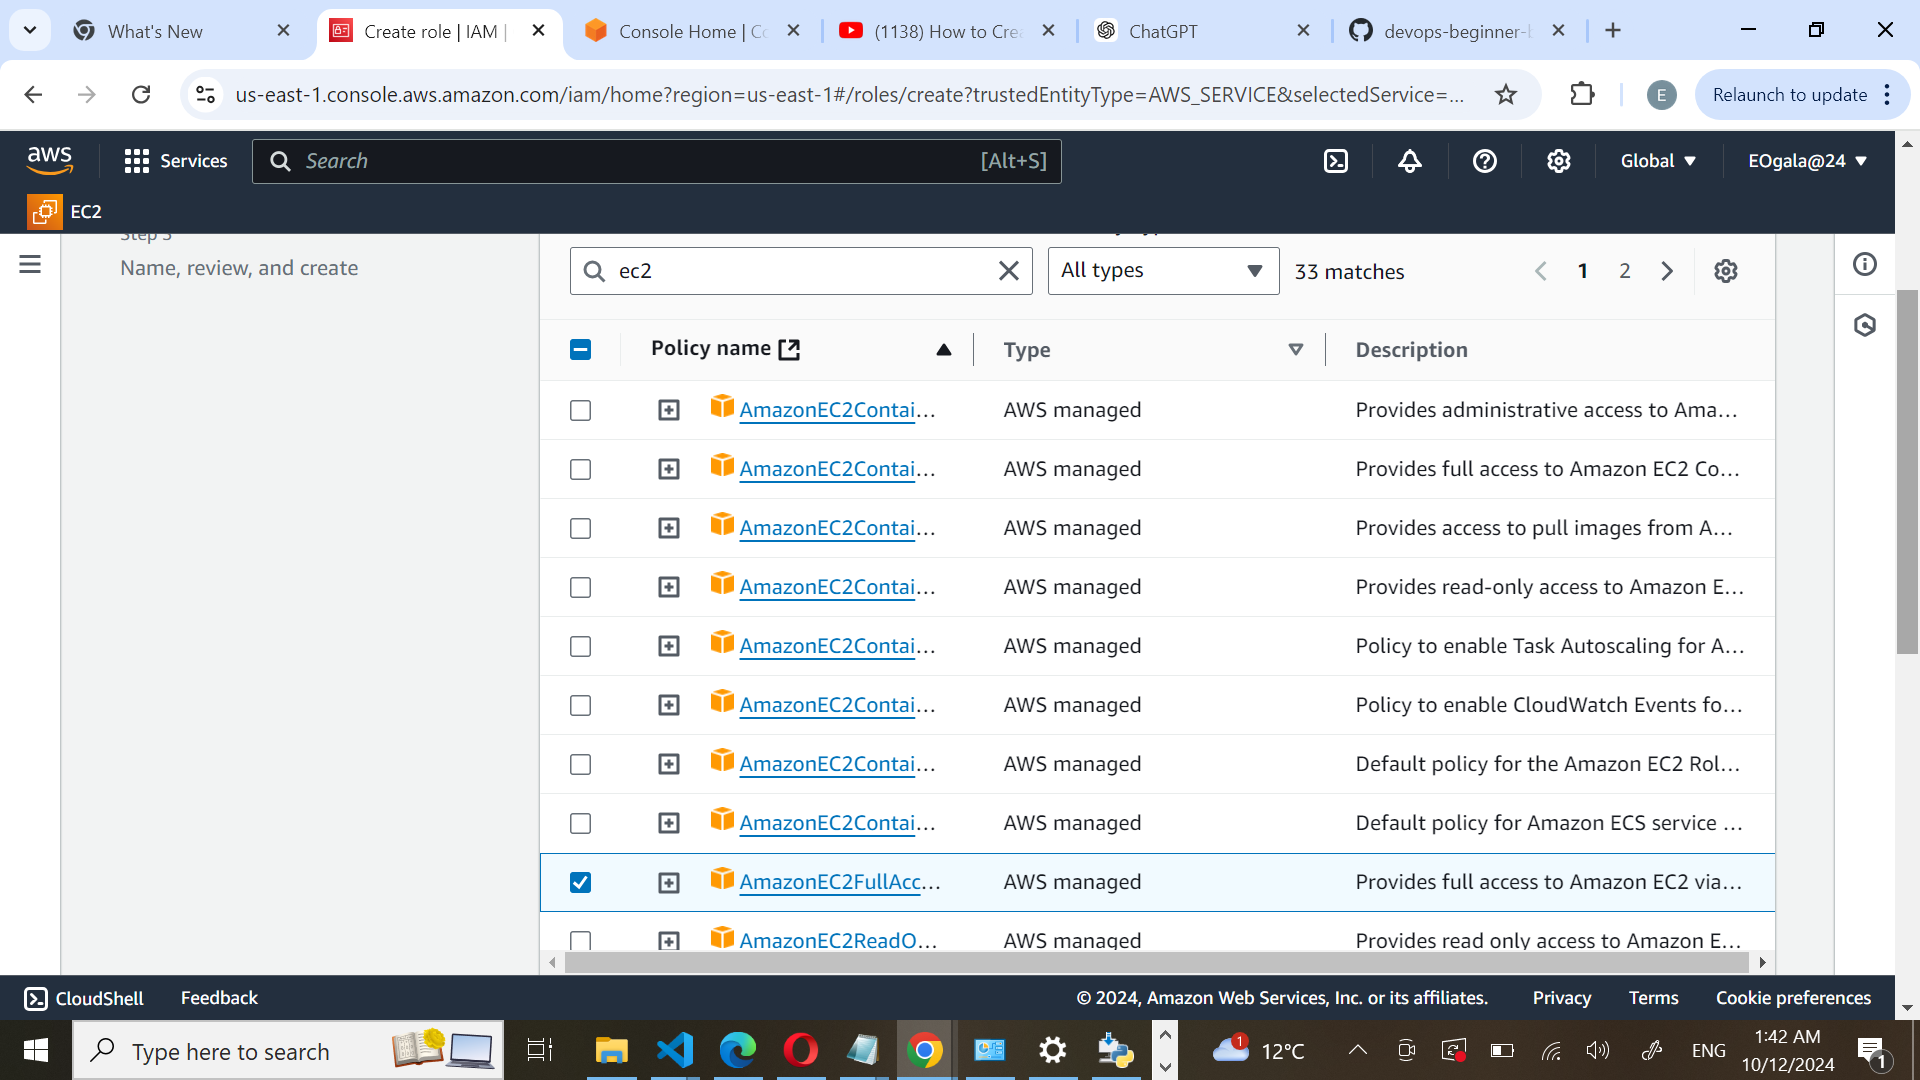 What's New
Create role | IAM |
Console Home | Co
(1138) How to Crea
ChatGPT
devops-beginner-b
us-east-1.console.aws.amazon.com/iam/home?region=us-east-1#/roles/create?trustedEntityType=AWS_SERVICE&selectedService=...
E
Relaunch to update
aws
Services
Search
[Alt+S]
Global
EOgala@24
EC2
Step 3
Name, review, and create
ec2
All types
33 matches
1
2
Policy name
Type
Description
AmazonEC2Contai... AWS managed Provides administrative access to Ama...
AmazonEC2Contai... AWS managed Provides full access to Amazon EC2 Co...
AmazonEC2Contai... AWS managed Provides access to pull images from A...
AmazonEC2Contai... AWS managed Provides read-only access to Amazon E...
AmazonEC2Contai... AWS managed Policy to enable Task Autoscaling for A...
AmazonEC2Contai... AWS managed Policy to enable CloudWatch Events fo...
AmazonEC2Contai... AWS managed Default policy for the Amazon EC2 Rol...
AmazonEC2Contai... AWS managed Default policy for Amazon ECS service ...
AmazonEC2FullAcc... AWS managed Provides full access to Amazon EC2 via...
AmazonEC2ReadO... AWS managed Provides read only access to Amazon E...
CloudShell
Feedback
© 2024, Amazon Web Services, Inc. or its affiliates.
Privacy
Terms
Cookie preferences
Type here to search
1
12°C
ENG
1:42 AM
10/12/2024
1